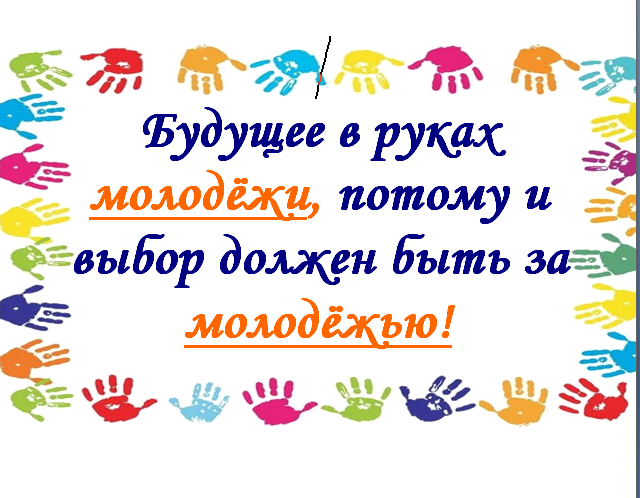 Будущее в руках
молодёжи, потому и
выбор должен быть за
молодёжью!